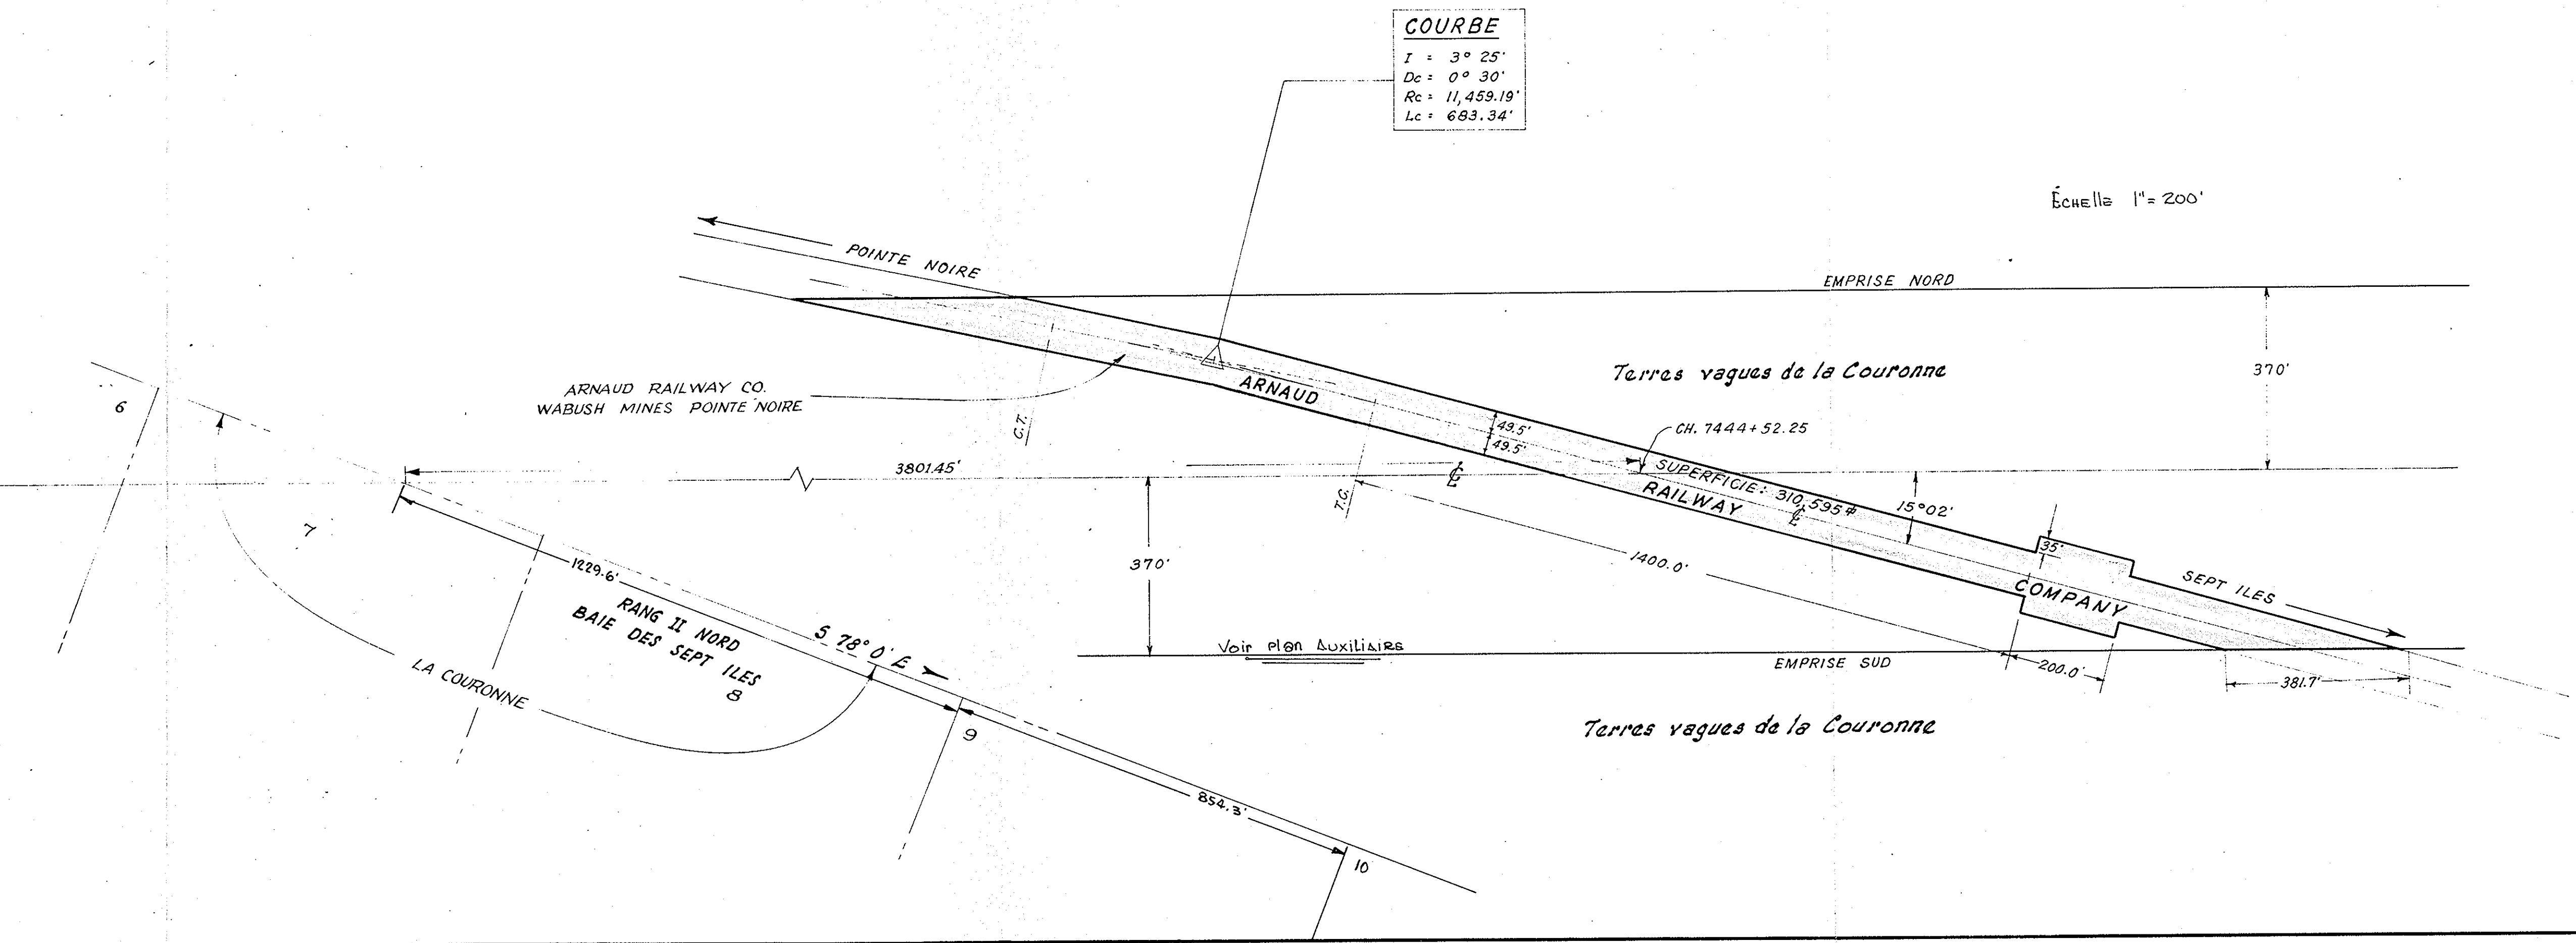 COURBE
I = 3° 25'
Dc = 0° 30'
Rc = 11,459.19'
Lc = 683.34'
ÉCHELLE 1" = 200'
POINTE NOIRE
EMPRISE NORD
Terres vagues de la Couronne
370'
ARNAUD RAILWAY CO.
WABUSH MINES POINTE NOIRE
6
ARNAUD
C.T.
49.5'
49.5'
CH. 7444+52.25
3801.45'
℄
SUPERFICIE: 310,595
RAILWAY
℄
15°02'
T.C.
7
35'
370'
1400.0'
SEPT ILES
COMPANY
1229.6'
RANG II NORD
BAIE DES SEPT ILES
8
S 78° 0' E
Voir plan Auxiliaire
EMPRISE SUD
200.0'
381.7'
LA COURONNE
Terres vagues de la Couronne
9
854.3'
10